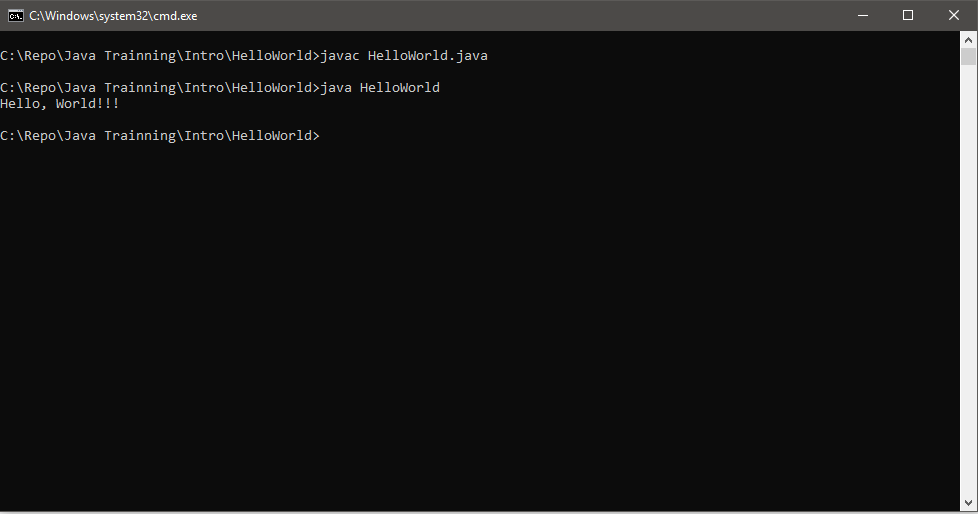 C:\Windows\system32\cmd.exe
C:\Repo\Java Trainning\Intro\HelloWorld>javac HelloWorld.java
C:\Repo\Java Trainning\Intro\HelloWorld>java HelloWorld
Hello, World!!!
C:\Repo\Java Trainning\Intro\HelloWorld>